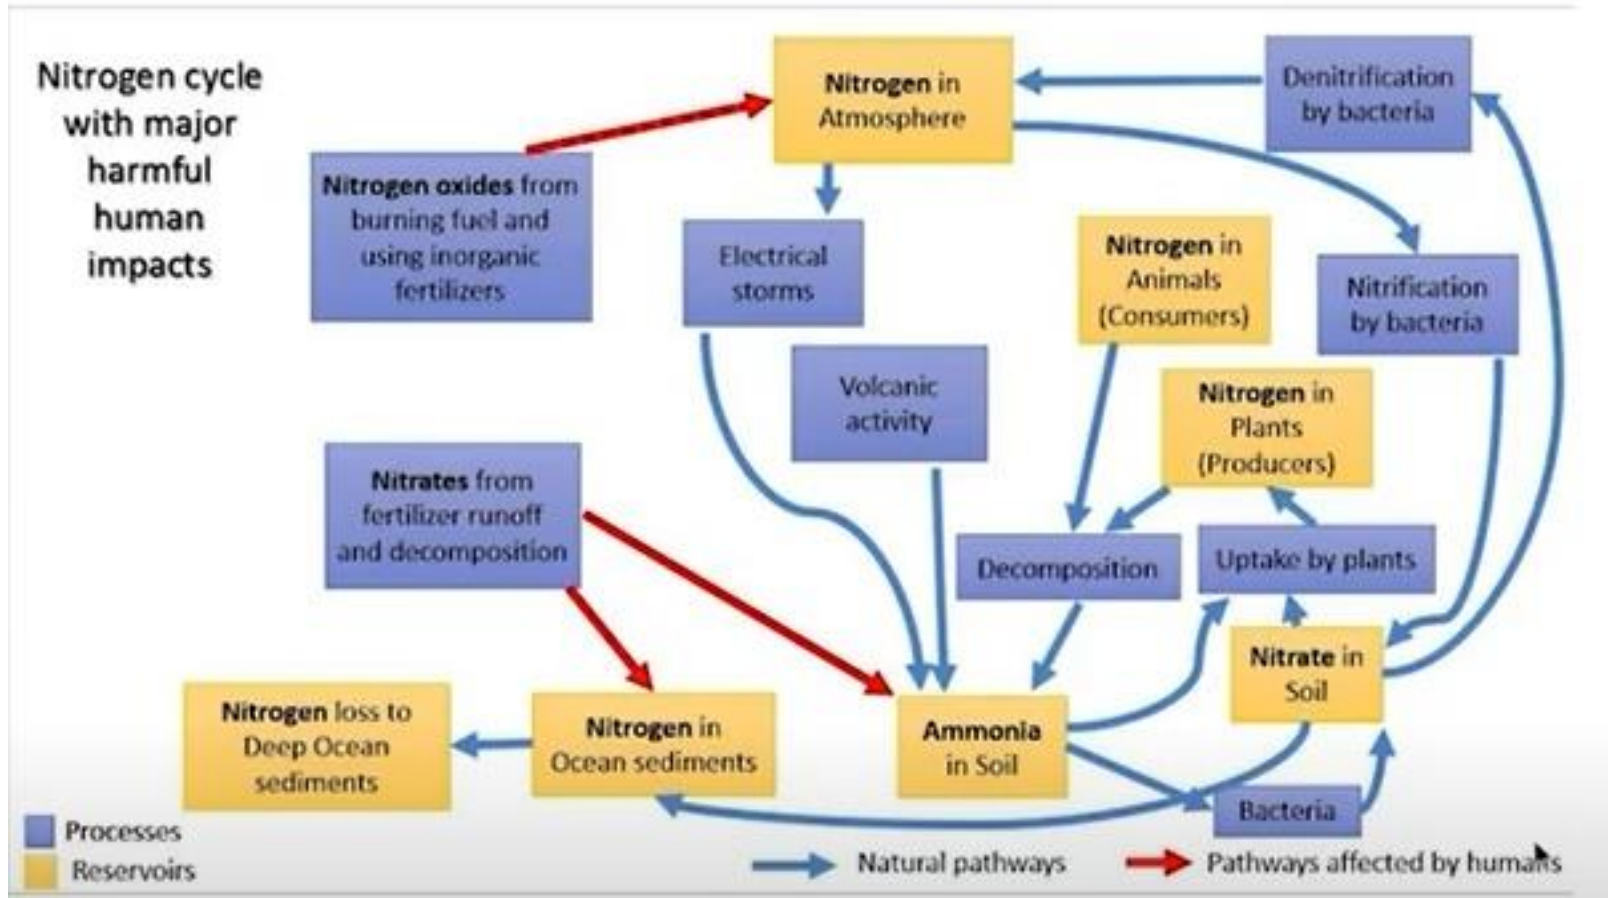 Nitrogen cycle
with major
harmful
human
impacts
Nitrogen in
Atmosphere
Denitrification
by bacteria
Nitrogen oxides from
burning fuel and
using inorganic
fertilizers
Electrical
storms
Nitrogen in
Animals
(Consumers)
Nitrification
by bacteria
Volcanic
activity
Nitrogen in
Plants
(Producers)
Nitrates from
fertilizer runoff
and decomposition
Decomposition
Uptake by plants
Nitrate in
Soil
Nitrogen loss to
Deep Ocean
sediments
Nitrogen in
Ocean sediments
Ammonia
in Soil
Bacteria
Processes
Reservoirs
Natural pathways
Pathways affected by humans